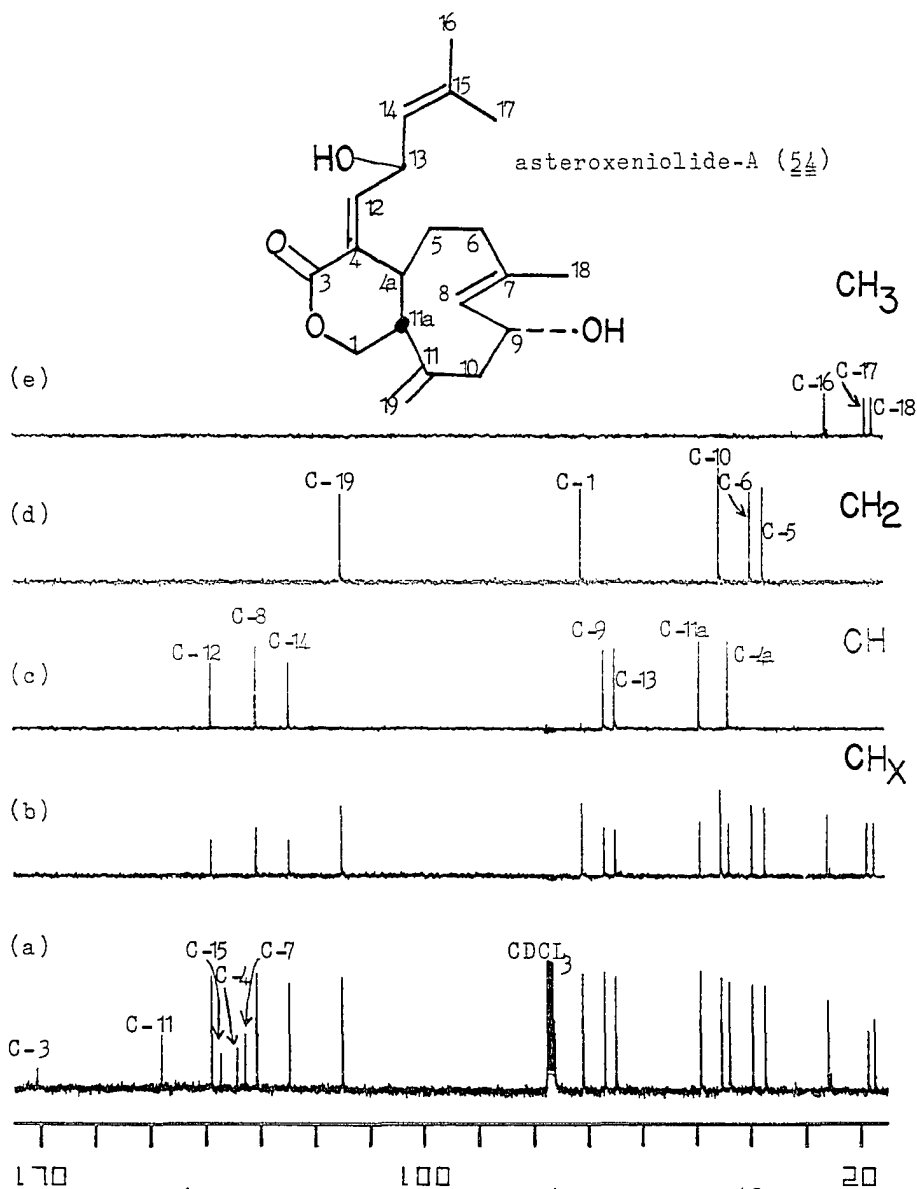 16
15
14
17
HO
13
asteroxeniolide-A (54)
12
O
5
6
4
3
4a
7
18
8
CH3
O
11a
1
11
9
OH
10
19
(e)
C-16
C-17
C-18
(d)
C-19
C-1
C-10
C-6
C-5
CH2
(c)
C-12
C-8
C-14
C-9
C-13
C-11a
C-4a
CH
(b)
CHX
(a)
C-3
C-11
C-15
C-4
C-7
CDCL3
170
100
20